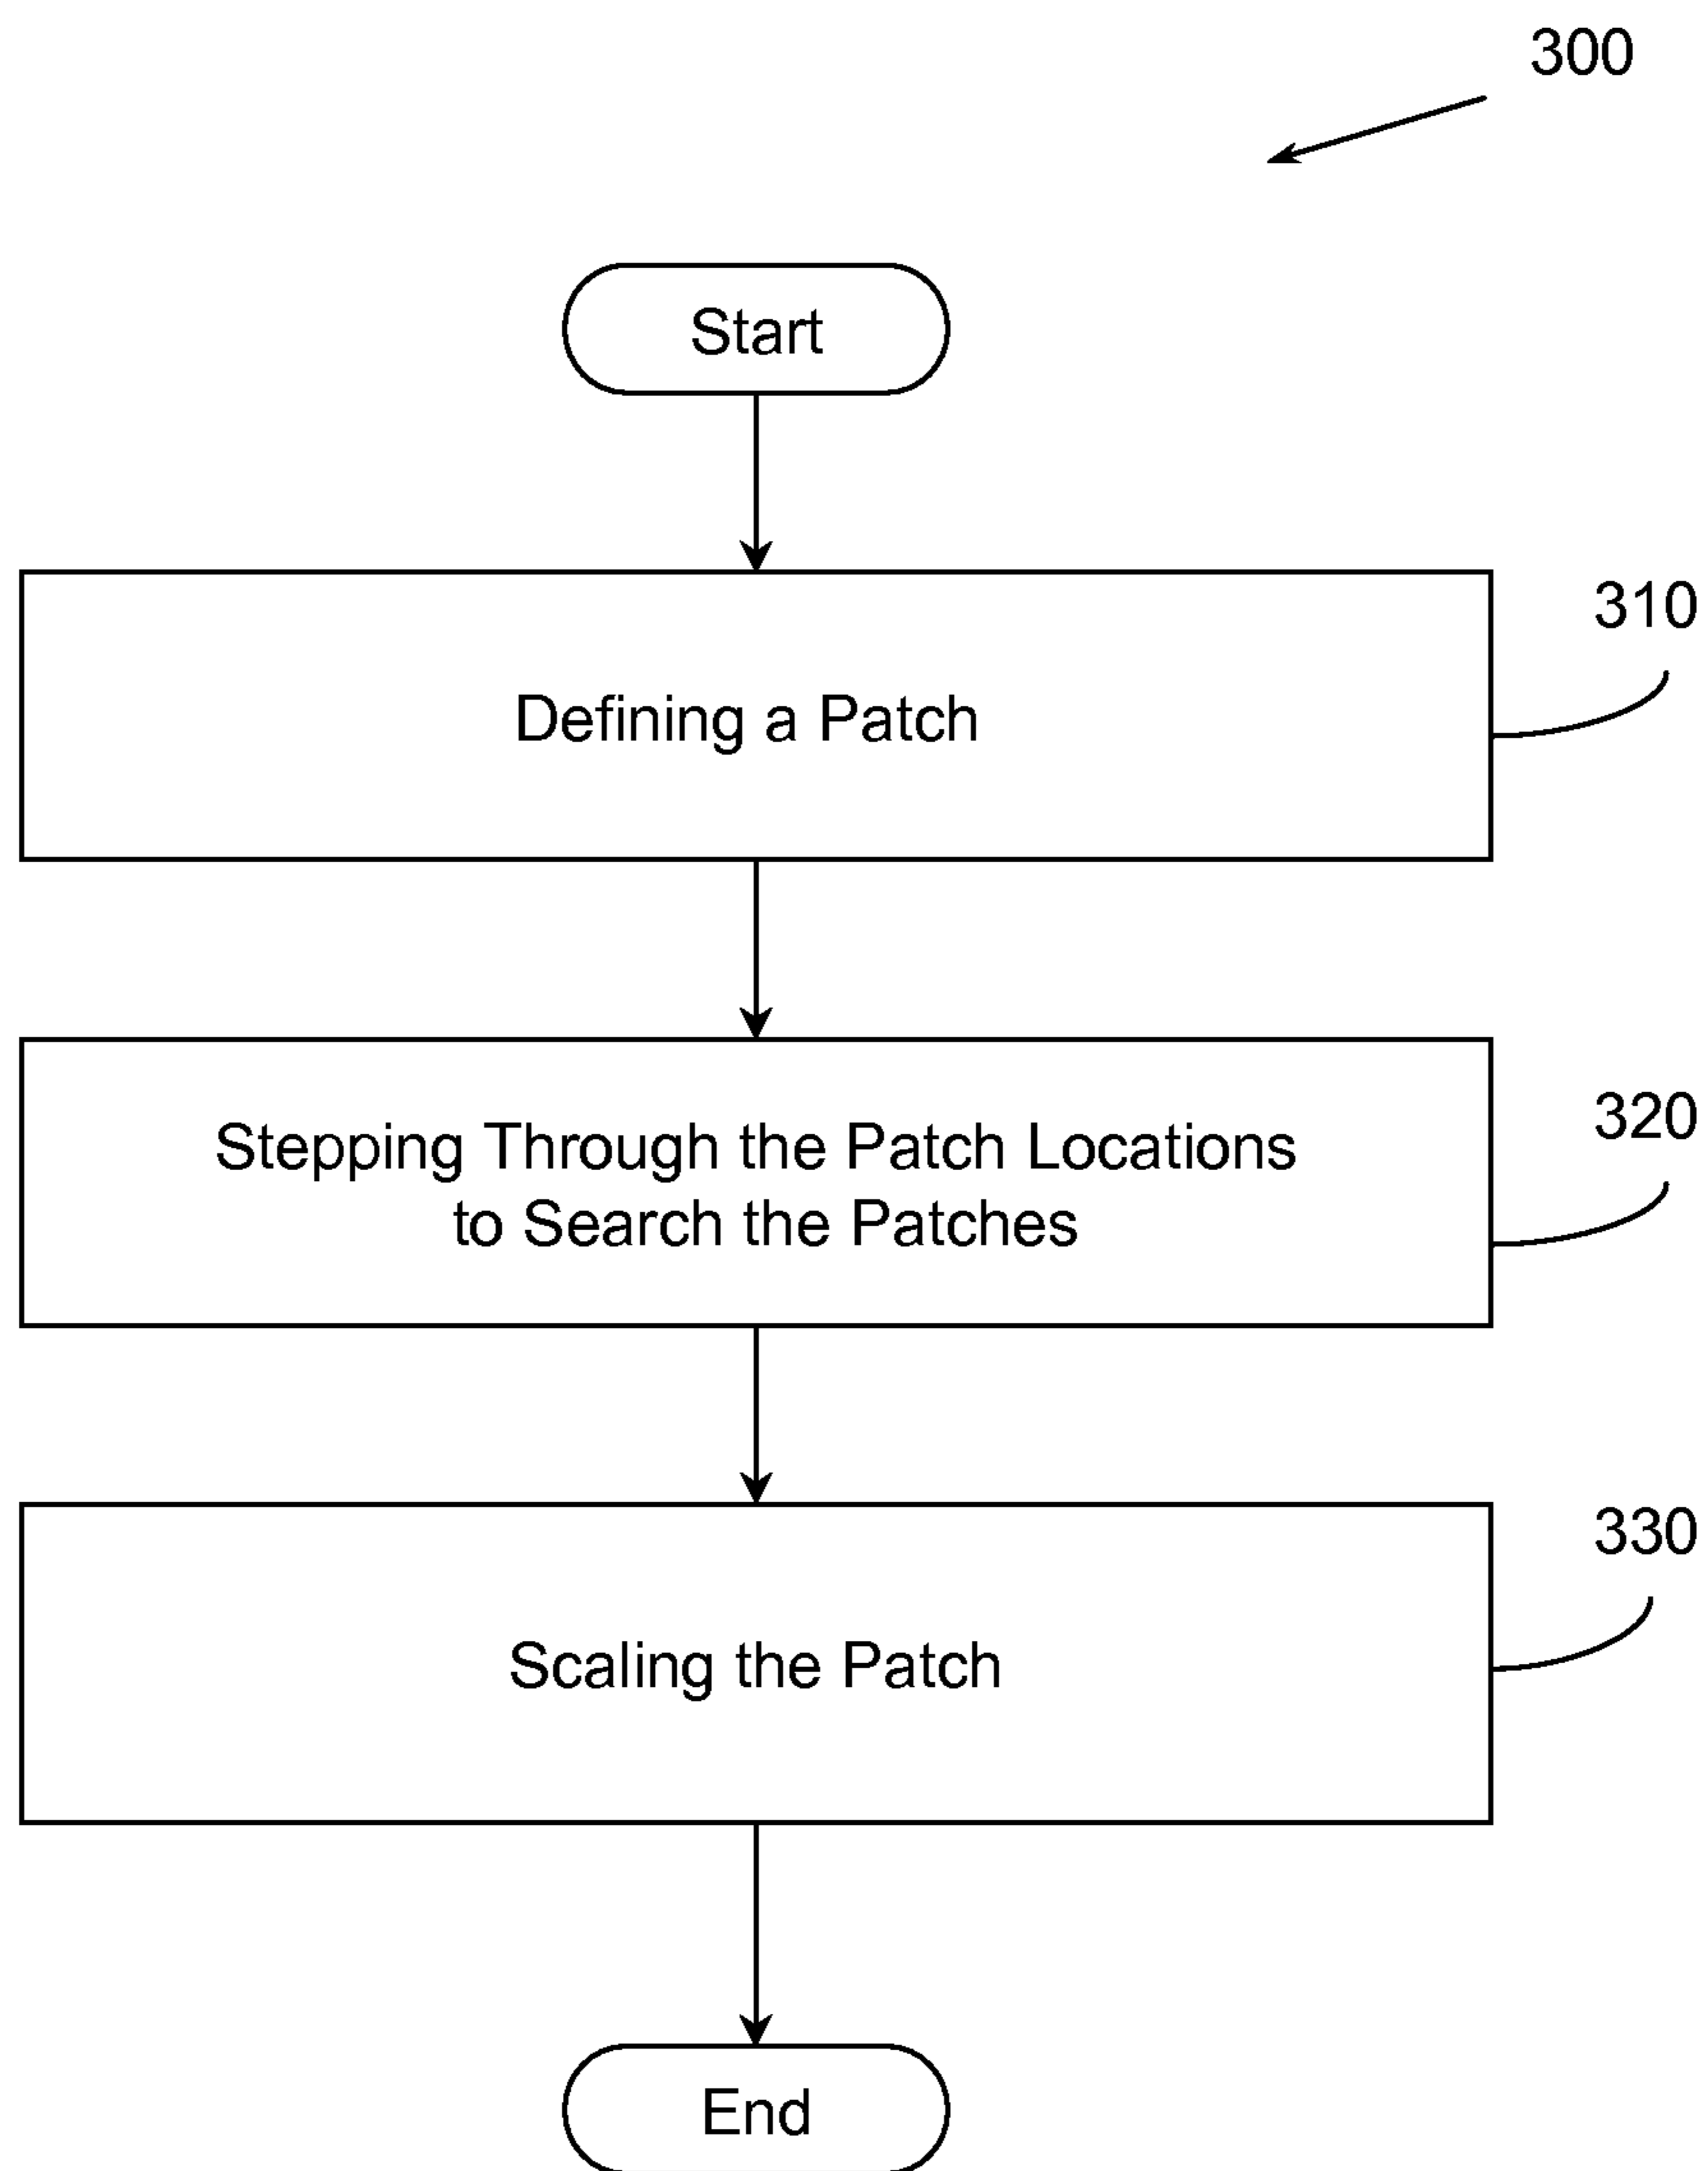 300
Start
310
Defining a Patch
320
Stepping Through the Patch Locations
to Search the Patches
330
Scaling the Patch
End